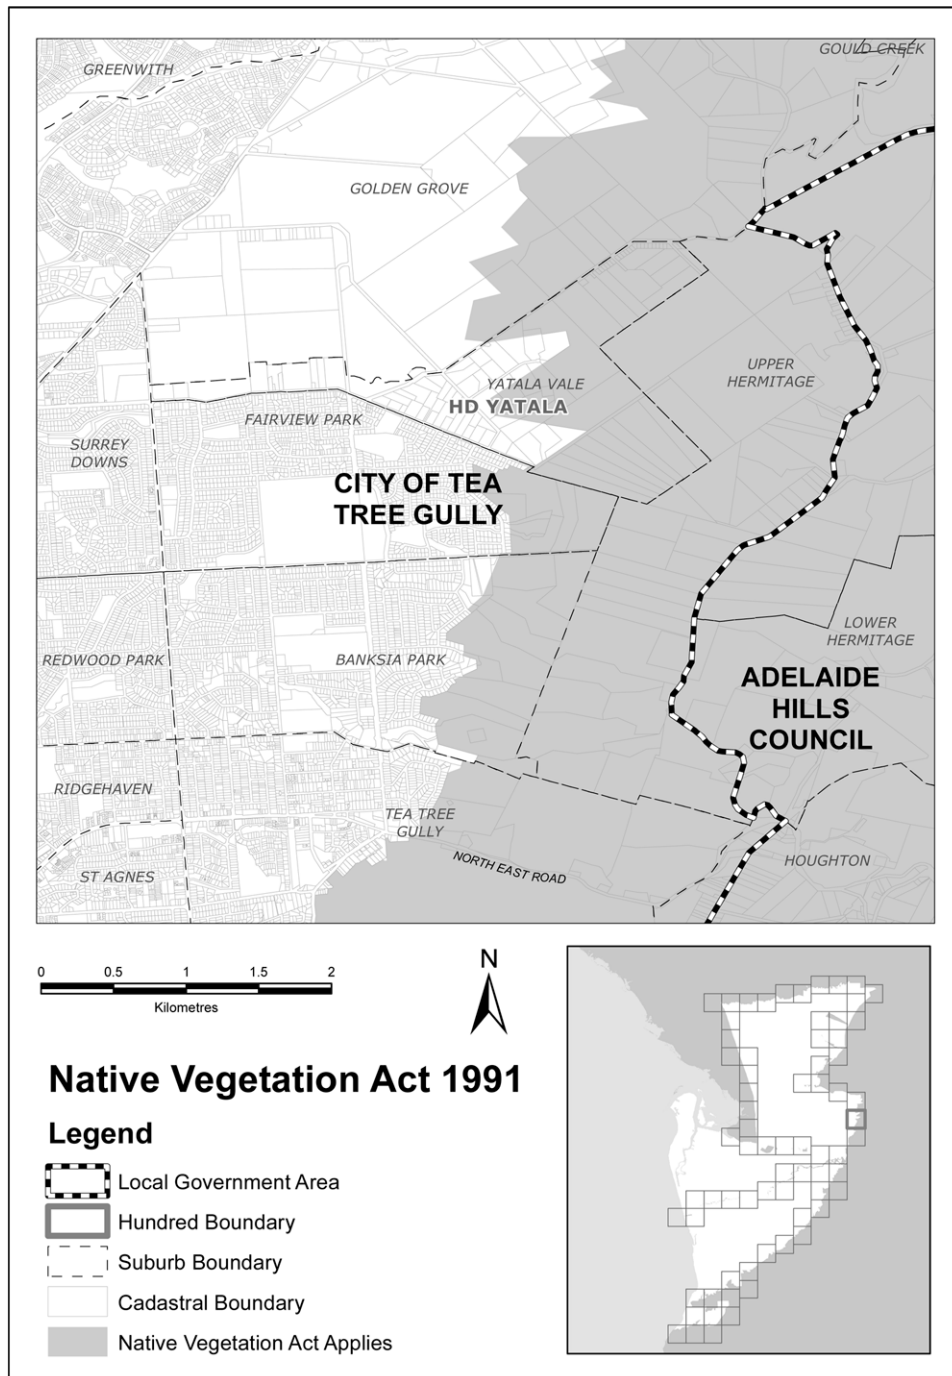 GOULD CREEK
GREENWITH
GOLDEN GROVE
UPPER
HERMITAGE
YATALA VALE
HD YATALA
FAIRVIEW PARK
SURREY
DOWNS
CITY OF TEA
TREE GULLY
LOWER
HERMITAGE
REDWOOD PARK
BANKSIA PARK
ADELAIDE
HILLS
COUNCIL
RIDGEHAVEN
TEA TREE
GULLY
NORTH EAST ROAD
HOUGHTON
ST AGNES
0 0.5 1 1.5 2
Kilometres
N
Native Vegetation Act 1991
Legend
Local Government Area
Hundred Boundary
Suburb Boundary
Cadastral Boundary
Native Vegetation Act Applies